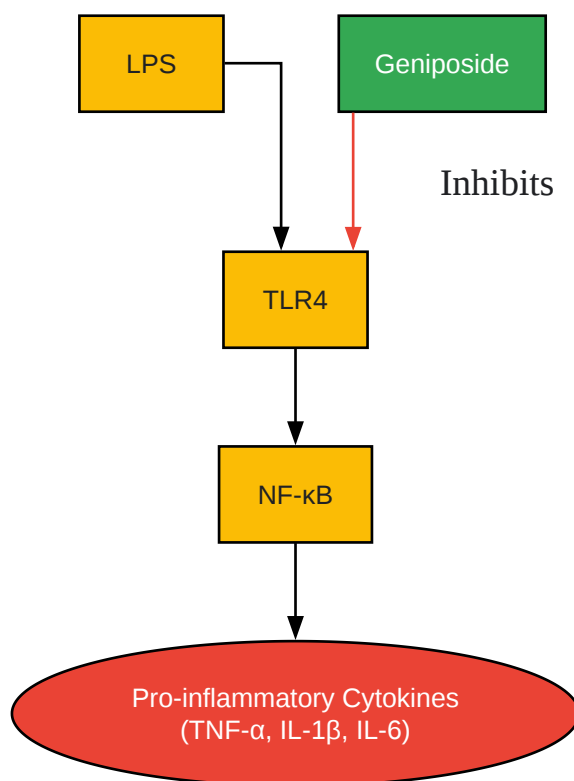 LPS
Geniposide
Inhibits
TLR4
NF-κB
Pro-inflammatory Cytokines
(TNF-α, IL-1β, IL-6)